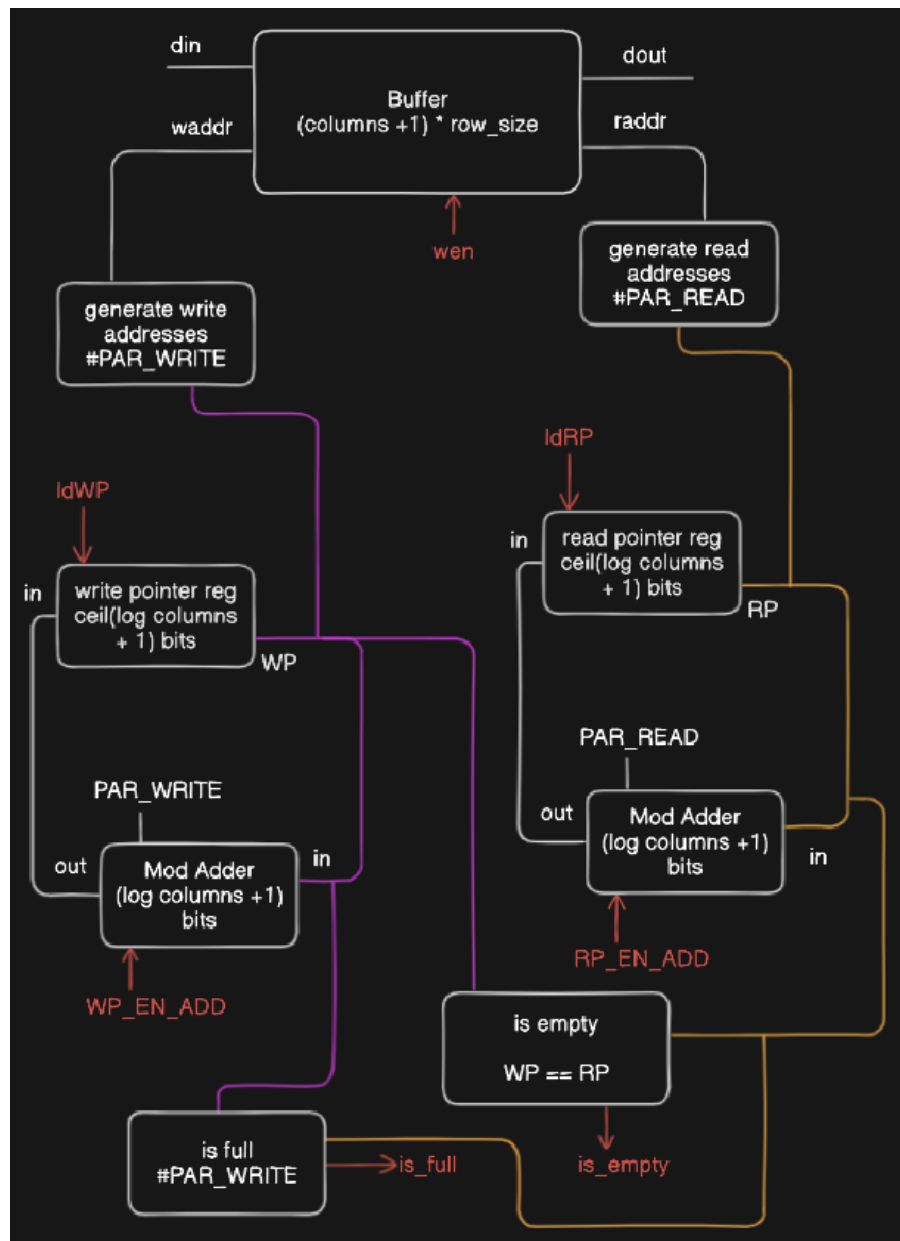 din
dout
Buffer
(columns +1) * row_size
waddr
raddr
wen
generate read
addresses
#PAR_READ
generate write
addresses
#PAR_WRITE
ldRP
ldWP
in
read pointer reg
ceil(log columns
+ 1) bits
RP
in
write pointer reg
ceil(log columns
+ 1) bits
WP
PAR_READ
PAR_WRITE
out
Mod Adder
(log columns +1)
bits
in
out
Mod Adder
(log columns +1)
bits
in
RP_EN_ADD
WP_EN_ADD
is empty
WP == RP
is full
#PAR_WRITE
is_full
is_empty